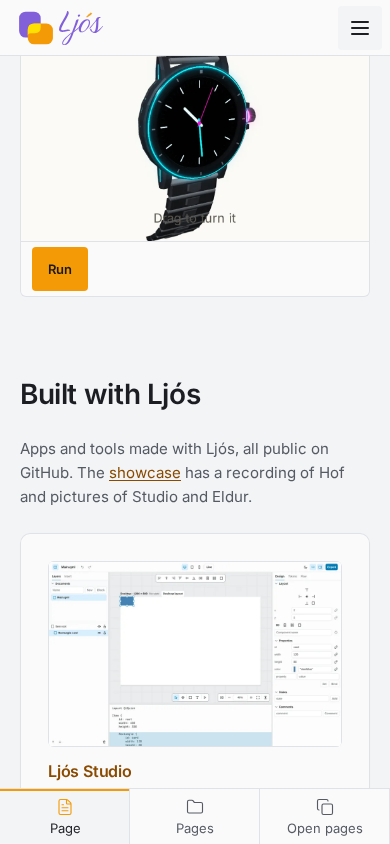 Ljós
Drag to turn it
Run
Built with Ljós
Apps and tools made with Ljós, all public on
GitHub. The showcase has a recording of Hof
and pictures of Studio and Eldur.
Ljós Studio
Page
Pages
Open pages